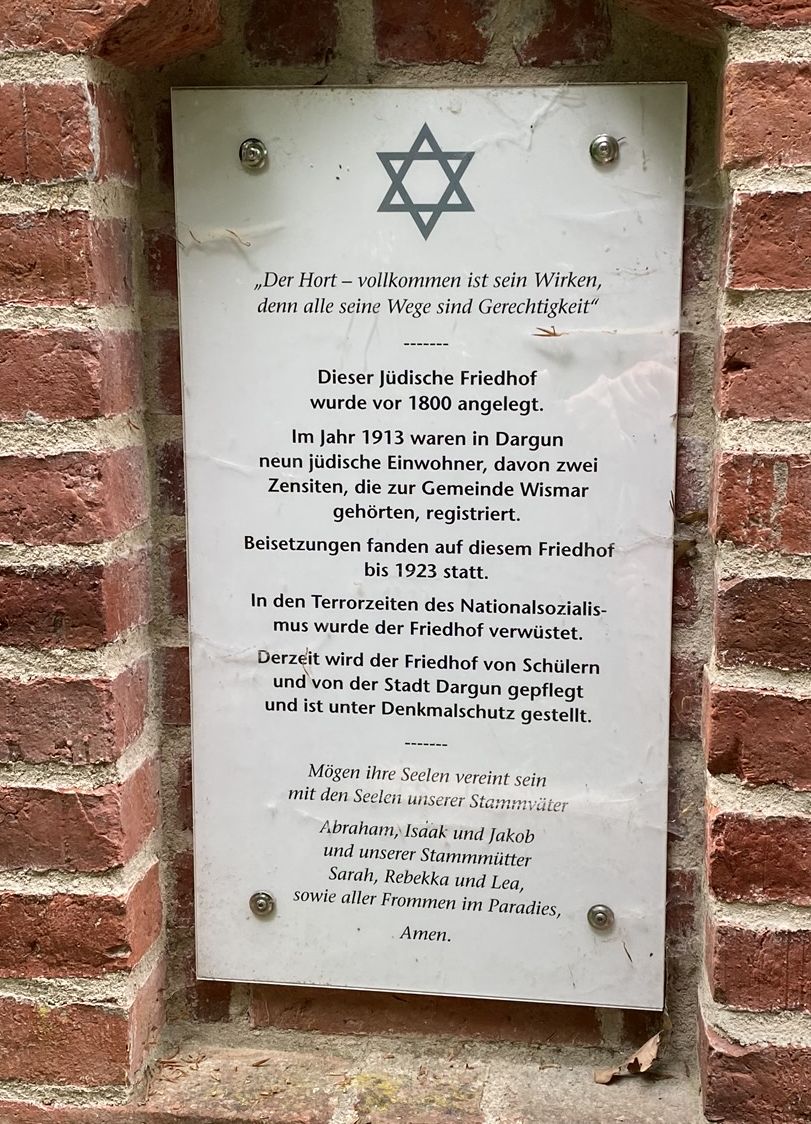 „Der Hort – vollkommen ist sein Wirken,
denn alle seine Wege sind Gerechtigkeit“
-------
Dieser Jüdische Friedhof
wurde vor 1800 angelegt.
Im Jahr 1913 waren in Dargun
neun jüdische Einwohner, davon zwei
Zensiten, die zur Gemeinde Wismar
gehörten, registriert.
Beisetzungen fanden auf diesem Friedhof
bis 1923 statt.
In den Terrorzeiten des Nationalsozialis-
mus wurde der Friedhof verwüstet.
Derzeit wird der Friedhof von Schülern
und von der Stadt Dargun gepflegt
und ist unter Denkmalschutz gestellt.
-------
Mögen ihre Seelen vereint sein
mit den Seelen unserer Stammväter
Abraham, Isaak und Jakob
und unserer Stammmütter
Sarah, Rebekka und Lea,
sowie aller Frommen im Paradies,
Amen.